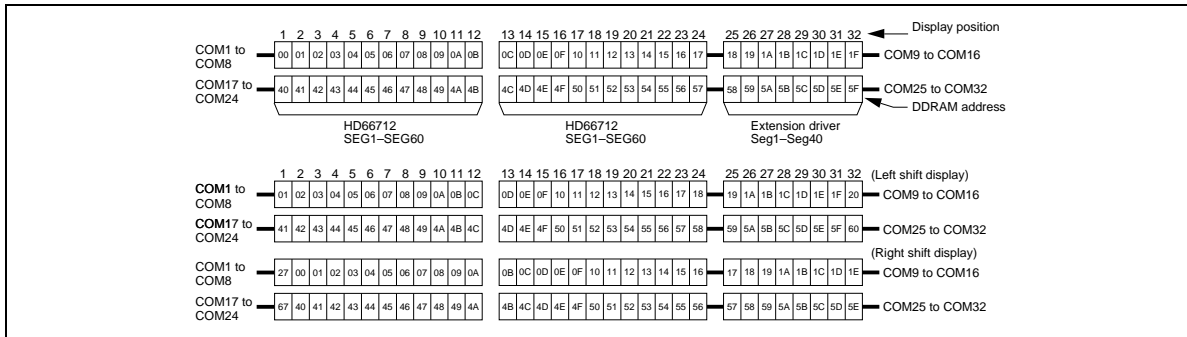 1 2 3 4 5 6 7 8 9 10 11 12 13 14 15 16 17 18 19 20 21 22 23 24 25 26 27 28 29 30 31 32 Display position
COM1 to COM8 00 01 02 03 04 05 06 07 08 09 0A 0B 0C 0D 0E 0F 10 11 12 13 14 15 16 17 18 19 1A 1B 1C 1D 1E 1F COM9 to COM16
COM17 to COM24 40 41 42 43 44 45 46 47 48 49 4A 4B 4C 4D 4E 4F 50 51 52 53 54 55 56 57 58 59 5A 5B 5C 5D 5E 5F COM25 to COM32
DDRAM address
HD66712 SEG1–SEG60 HD66712 SEG1–SEG60 Extension driver Seg1–Seg40
1 2 3 4 5 6 7 8 9 10 11 12 13 14 15 16 17 18 19 20 21 22 23 24 25 26 27 28 29 30 31 32 (Left shift display)
COM1 to COM8 01 02 03 04 05 06 07 08 09 0A 0B 0C 0D 0E 0F 10 11 12 13 14 15 16 17 18 19 1A 1B 1C 1D 1E 1F 20 COM9 to COM16
COM17 to COM24 41 42 43 44 45 46 47 48 49 4A 4B 4C 4D 4E 4F 50 51 52 53 54 55 56 57 58 59 5A 5B 5C 5D 5E 5F 60 COM25 to COM32
(Right shift display)
COM1 to COM8 27 00 01 02 03 04 05 06 07 08 09 0A 0B 0C 0D 0E 0F 10 11 12 13 14 15 16 17 18 19 1A 1B 1C 1D 1E COM9 to COM16
COM17 to COM24 67 40 41 42 43 44 45 46 47 48 49 4A 4B 4C 4D 4E 4F 50 51 52 53 54 55 56 57 58 59 5A 5B 5C 5D 5E COM25 to COM32